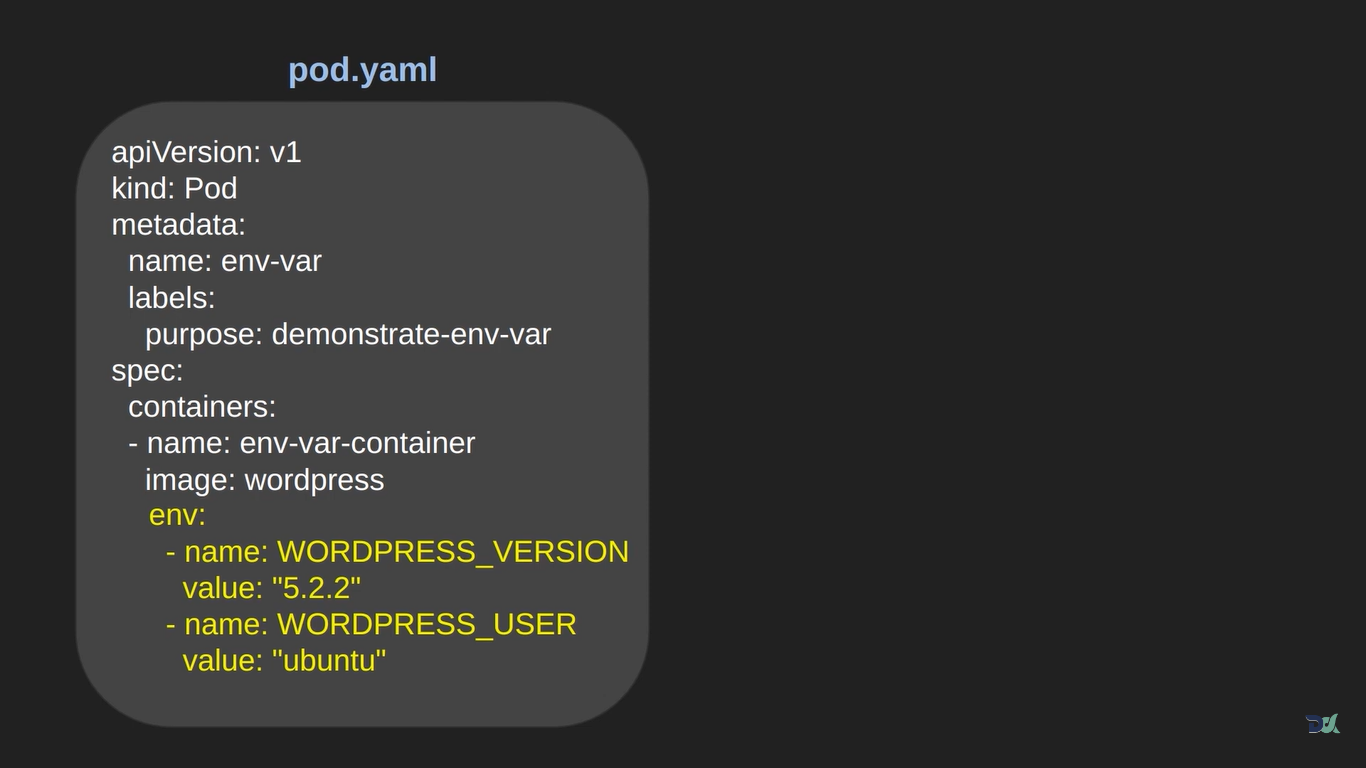 pod.yaml
apiVersion: v1
kind: Pod
metadata:
  name: env-var
  labels:
    purpose: demonstrate-env-var
spec:
  containers:
  - name: env-var-container
    image: wordpress
    env:
      - name: WORDPRESS_VERSION
        value: "5.2.2"
      - name: WORDPRESS_USER
        value: "ubuntu"